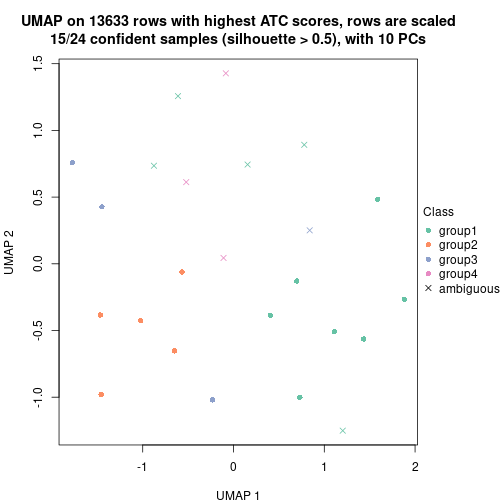 UMAP on 13633 rows with highest ATC scores, rows are scaled
15/24 confident samples (silhouette > 0.5), with 10 PCs
UMAP 2
1.5
1.0
0.5
0.0
-0.5
-1.0
-1
0
1
2
UMAP 1
Class
group1
group2
group3
group4
ambiguous